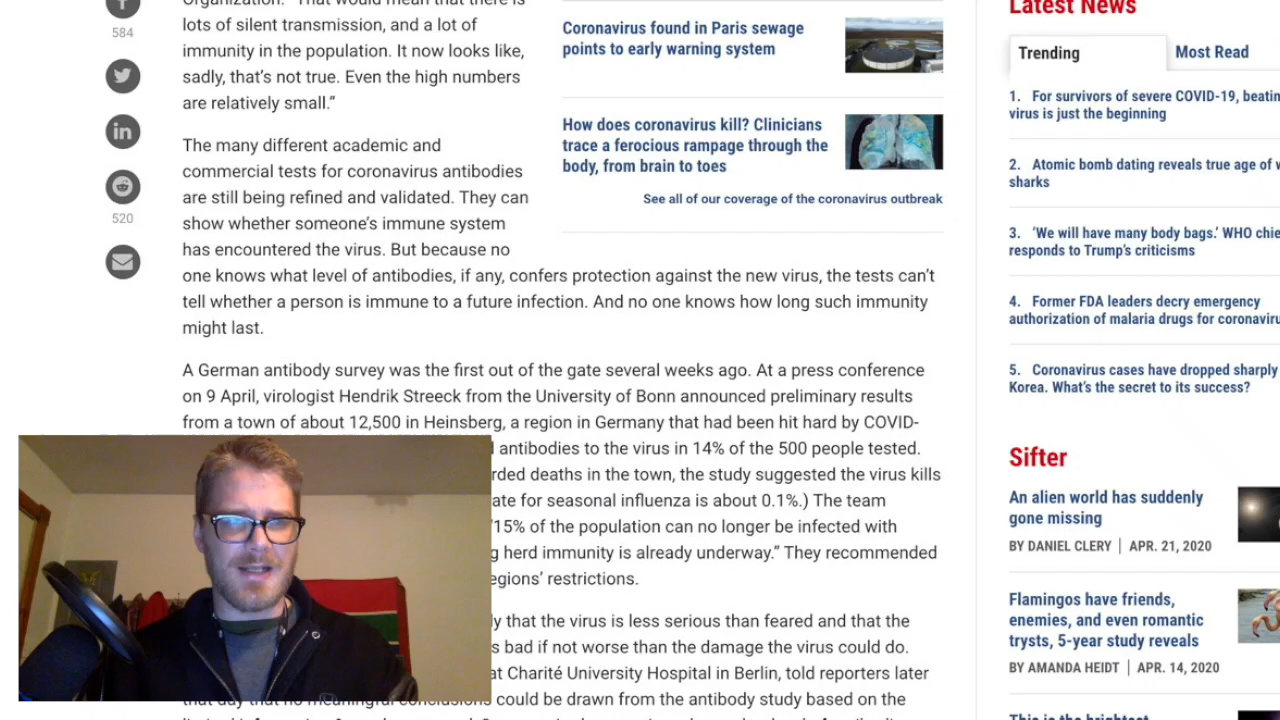 Organization. “That would mean that there is
lots of silent transmission, and a lot of
immunity in the population. It now looks like,
sadly, that’s not true. Even the high numbers
are relatively small.”
The many different academic and
commercial tests for coronavirus antibodies
are still being refined and validated. They can
show whether someone’s immune system
has encountered the virus. But because no
one knows what level of antibodies, if any, confers protection against the new virus, the tests can’t
tell whether a person is immune to a future infection. And no one knows how long such immunity
might last.
A German antibody survey was the first out of the gate several weeks ago. At a press conference
on 9 April, virologist Hendrik Streeck from the University of Bonn announced preliminary results
from a town of about 12,500 in Heinsberg, a region in Germany that had been hit hard by COVID-
antibodies to the virus in 14% of the 500 people tested.
rded deaths in the town, the study suggested the virus kills
ate for seasonal influenza is about 0.1%.) The team
15% of the population can no longer be infected with
g herd immunity is already underway.” They recommended
egions’ restrictions.
ly that the virus is less serious than feared and that the
s bad if not worse than the damage the virus could do.
at Charité University Hospital in Berlin, told reporters later
that day that no meaningful conclusions could be drawn from the antibody study based on the
584
in
520
Coronavirus found in Paris sewage
points to early warning system
How does coronavirus kill? Clinicians
trace a ferocious rampage through the
body, from brain to toes
See all of our coverage of the coronavirus outbreak
Latest News
Trending
Most Read
1. For survivors of severe COVID-19, beatin
virus is just the beginning
2. Atomic bomb dating reveals true age of w
sharks
3. ‘We will have many body bags.’ WHO chie
responds to Trump’s criticisms
4. Former FDA leaders decry emergency
authorization of malaria drugs for coronaviru
5. Coronavirus cases have dropped sharply
Korea. What’s the secret to its success?
Sifter
An alien world has suddenly
gone missing
BY DANIEL CLERY | APR. 21, 2020
Flamingos have friends,
enemies, and even romantic
trysts, 5-year study reveals
BY AMANDA HEIDT | APR. 14, 2020
This is the brightest